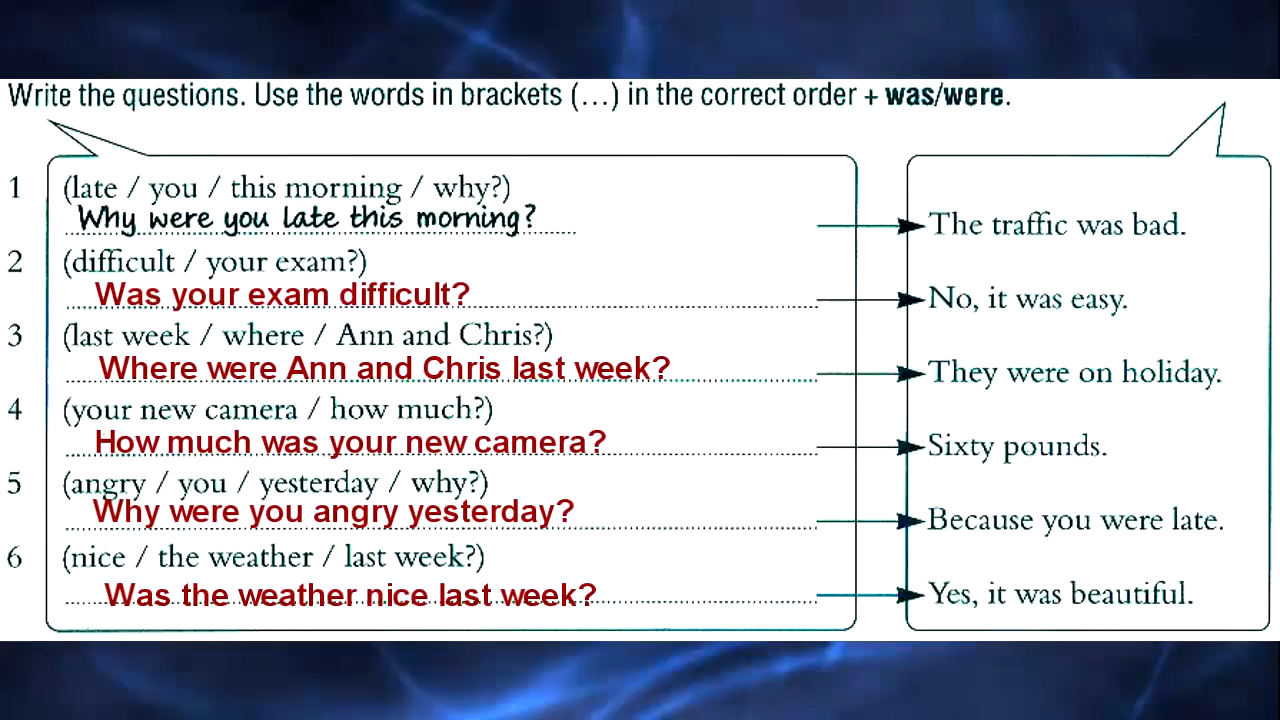 Write the questions. Use the words in brackets (...) in the correct order + was/were.
1 (late / you / this morning / why?)
Why were you late this morning? The traffic was bad.
2 (difficult / your exam?)
Was your exam difficult? No, it was easy.
3 (last week / where / Ann and Chris?)
Where were Ann and Chris last week? They were on holiday.
4 (your new camera / how much?)
How much was your new camera? Sixty pounds.
5 (angry / you / yesterday / why?)
Why were you angry yesterday? Because you were late.
6 (nice / the weather / last week?)
Was the weather nice last week? Yes, it was beautiful.